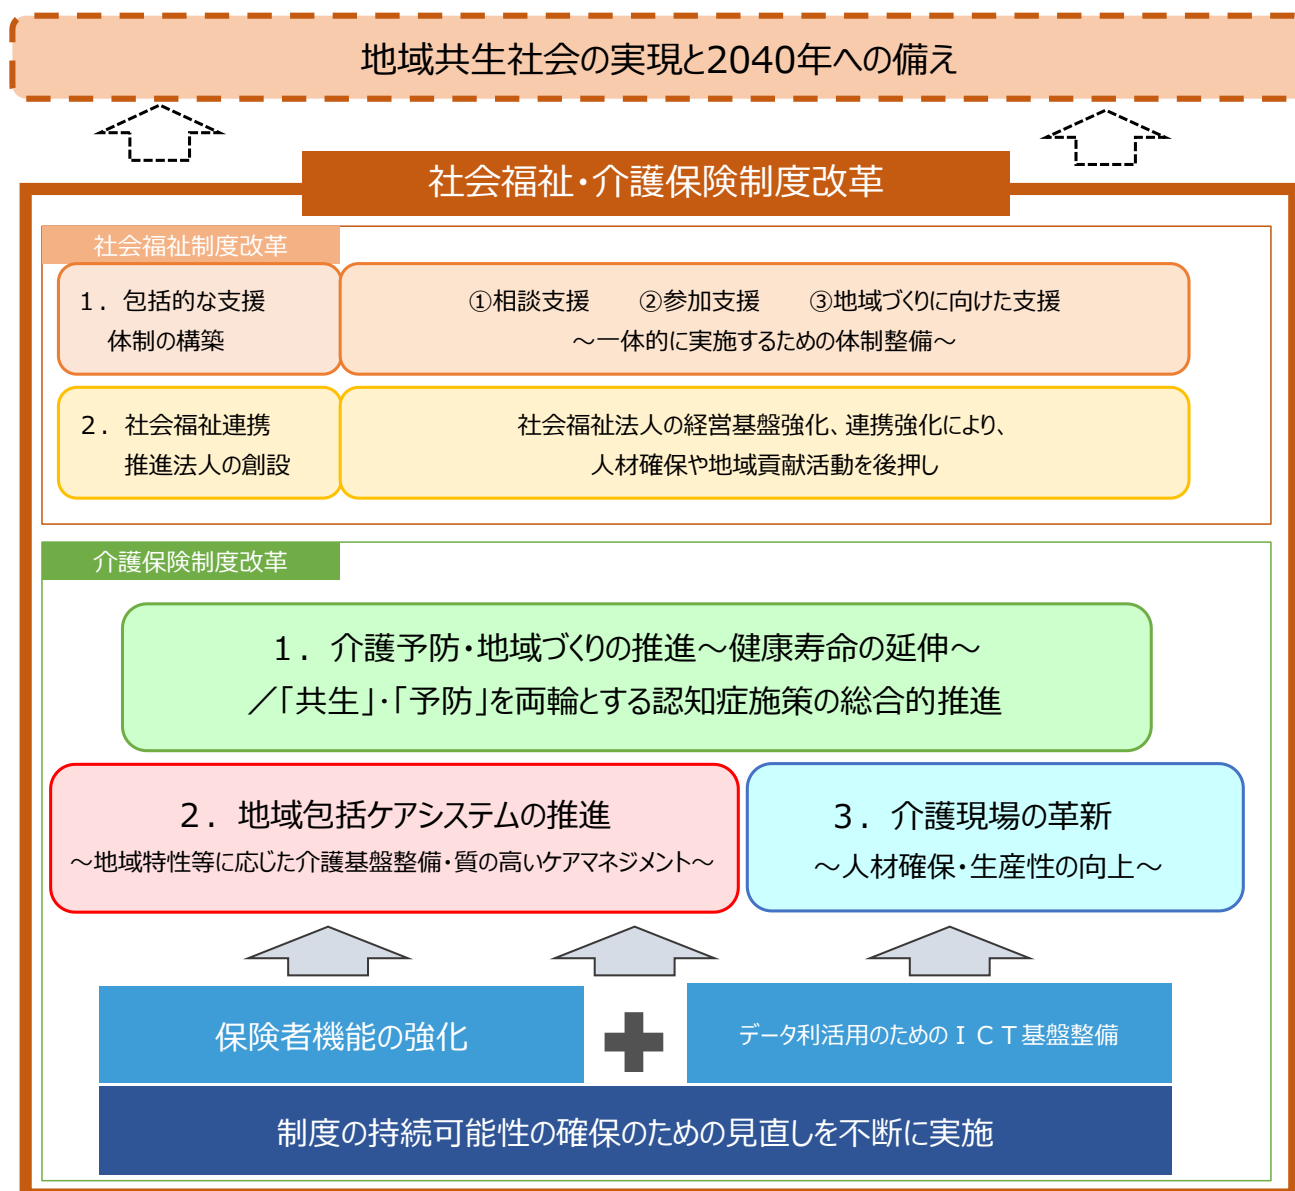 地域共生社会の実現と2040年への備え
社会福祉・介護保険制度改革
社会福祉制度改革
１．包括的な支援
体制の構築
①相談支援　　②参加支援　　③地域づくりに向けた支援
～一体的に実施するための体制整備～
２．社会福祉連携
推進法人の創設
社会福祉法人の経営基盤強化、連携強化により、
人材確保や地域貢献活動を後押し
介護保険制度改革
１．介護予防・地域づくりの推進～健康寿命の延伸～
／「共生」・「予防」を両輪とする認知症施策の総合的推進
２．地域包括ケアシステムの推進
～地域特性等に応じた介護基盤整備・質の高いケアマネジメント～
３．介護現場の革新
～人材確保・生産性の向上～
保険者機能の強化
データ利活用のためのＩＣＴ基盤整備
制度の持続可能性の確保のための見直しを不断に実施